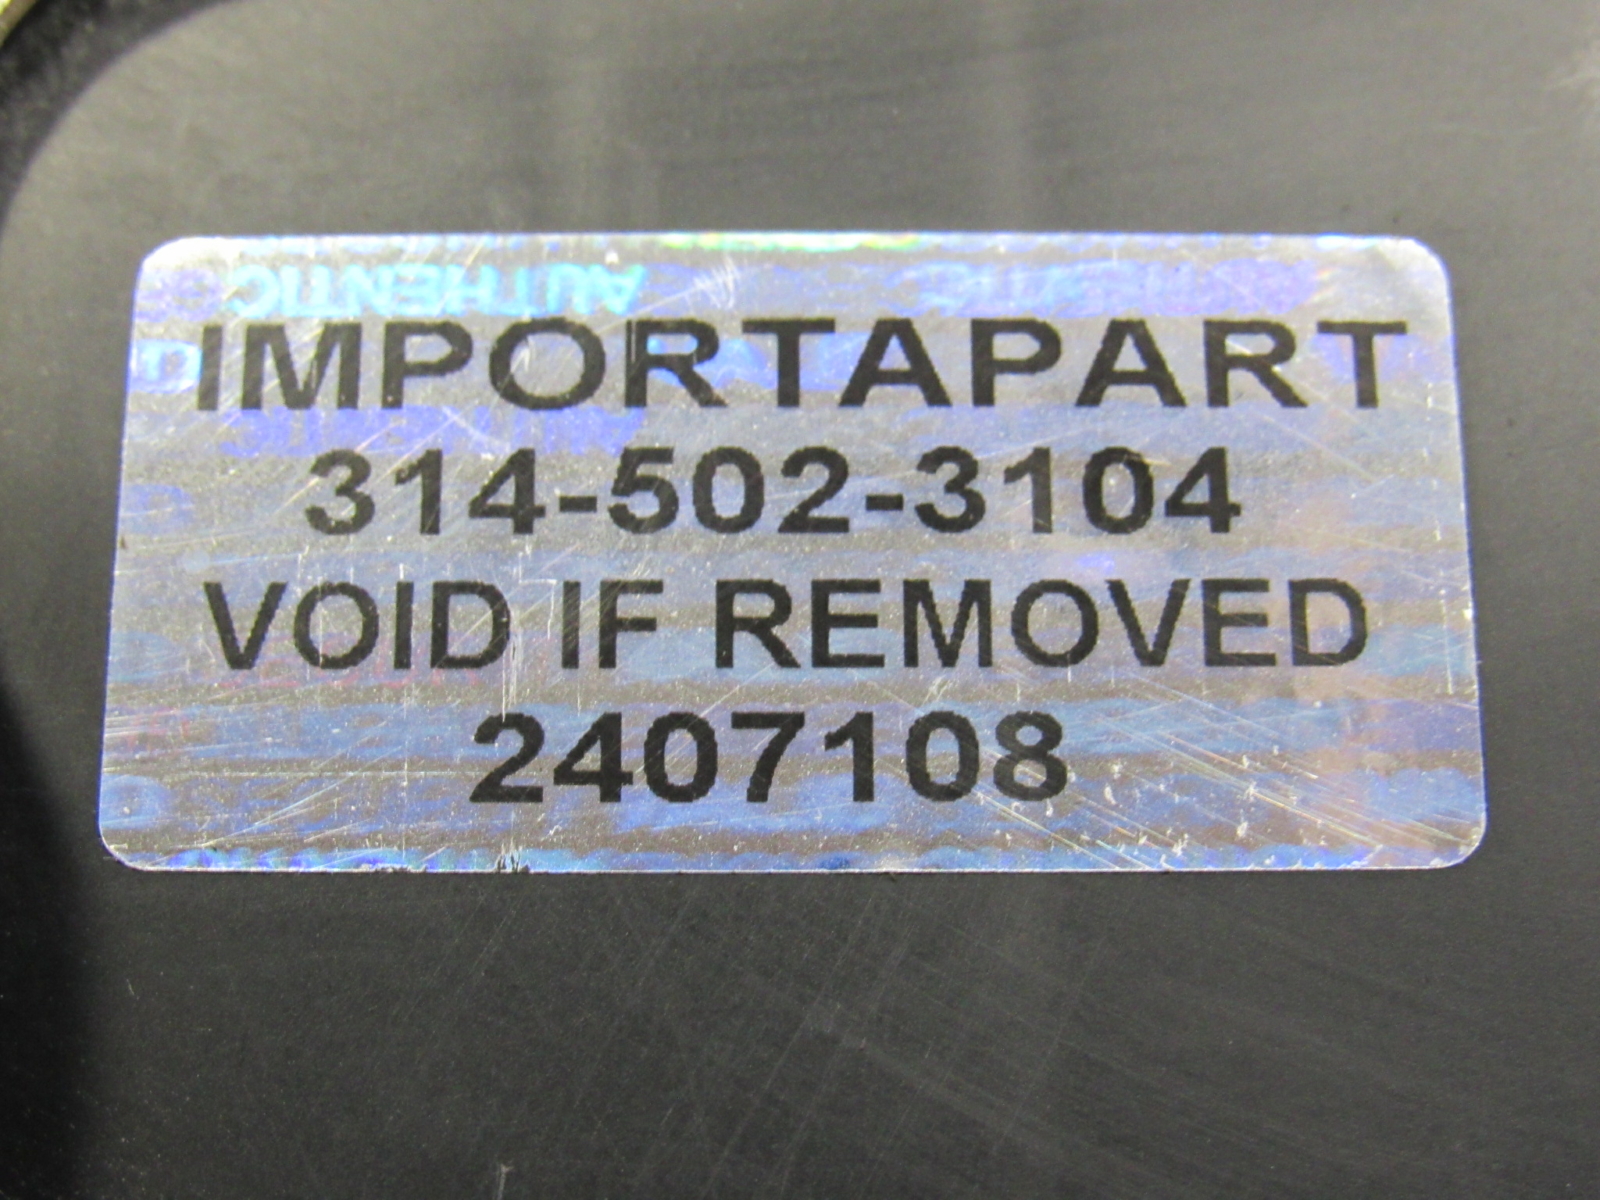 AUTHENTIC
IMPORTAPART
314-502-3104
VOID IF REMOVED
2407108